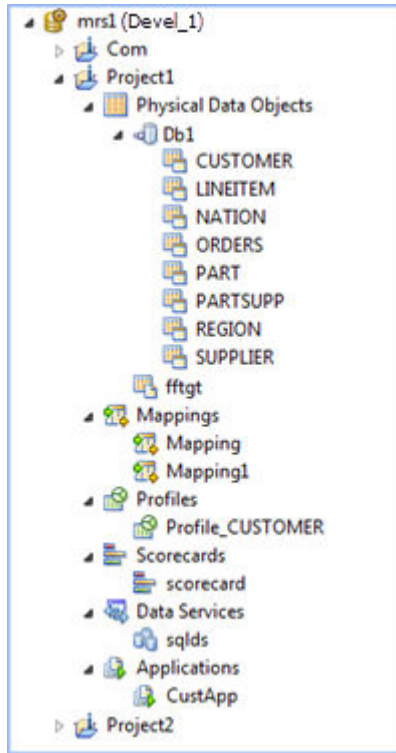 mrs1 (Devel_1)
Com
Project1
Physical Data Objects
Db1
CUSTOMER
LINEITEM
NATION
ORDERS
PART
PARTSUPP
REGION
SUPPLIER
fftgt
Mappings
Mapping
Mapping1
Profiles
Profile_CUSTOMER
Scorecards
scorecard
Data Services
sqlds
Applications
CustApp
Project2